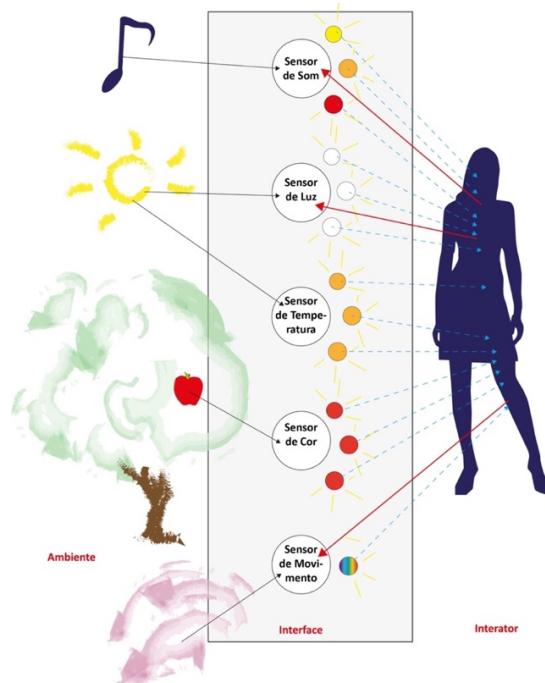 Sensor
de Som
Sensor
de Luz
Sensor
de Tempe-
ratura
Sensor
de Cor
Sensor
de Movi-
mento
Ambiente
Interface
Interator